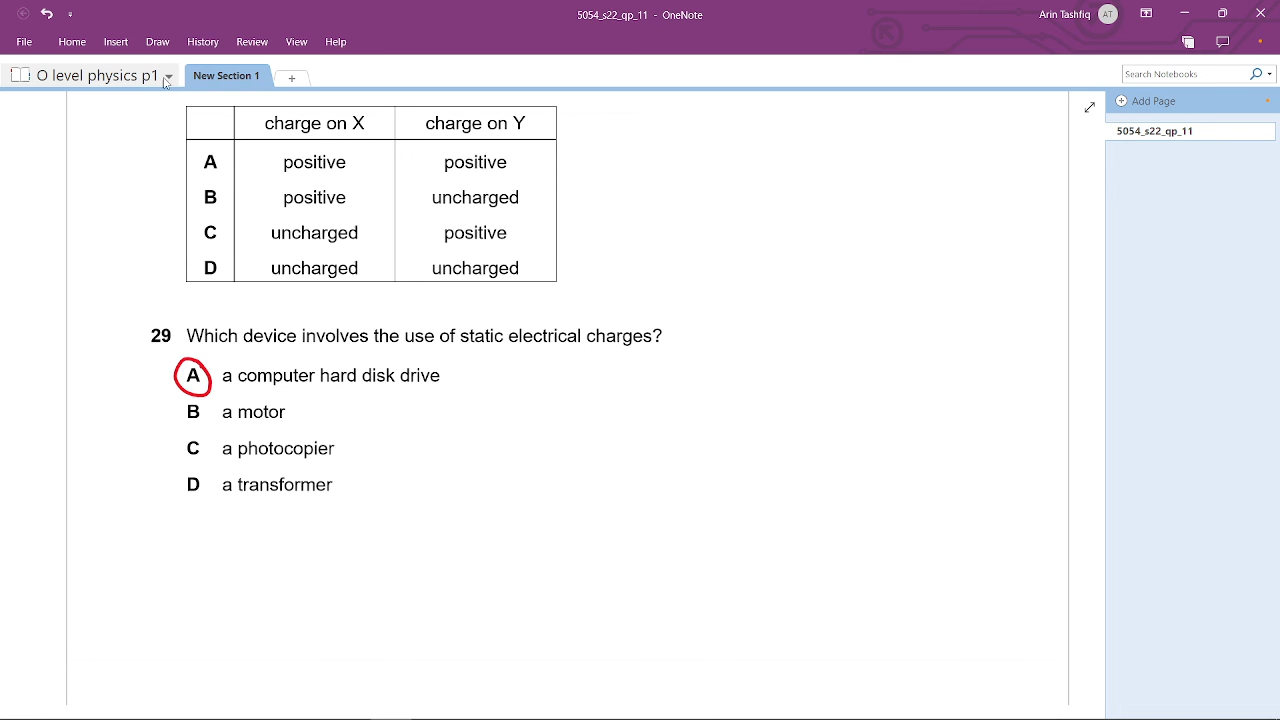 5054_s22_qp_11 - OneNote
Arin Tashfiq AT
File Home Insert Draw History Review View Help
O level physics p1 New Section 1 +
Search Notebooks
Add Page
5054_s22_qp_11
charge on X charge on Y
A positive positive
B positive uncharged
C uncharged positive
D uncharged uncharged
29 Which device involves the use of static electrical charges?
A a computer hard disk drive
B a motor
C a photocopier
D a transformer